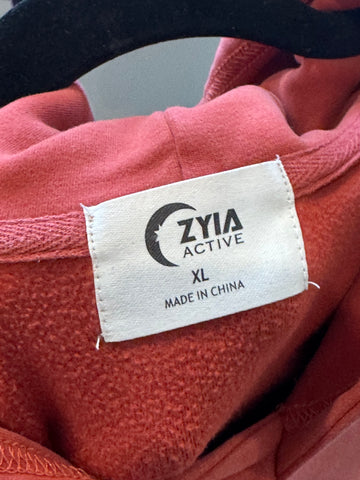 ZYIA
ACTIVE
XL
MADE IN CHINA